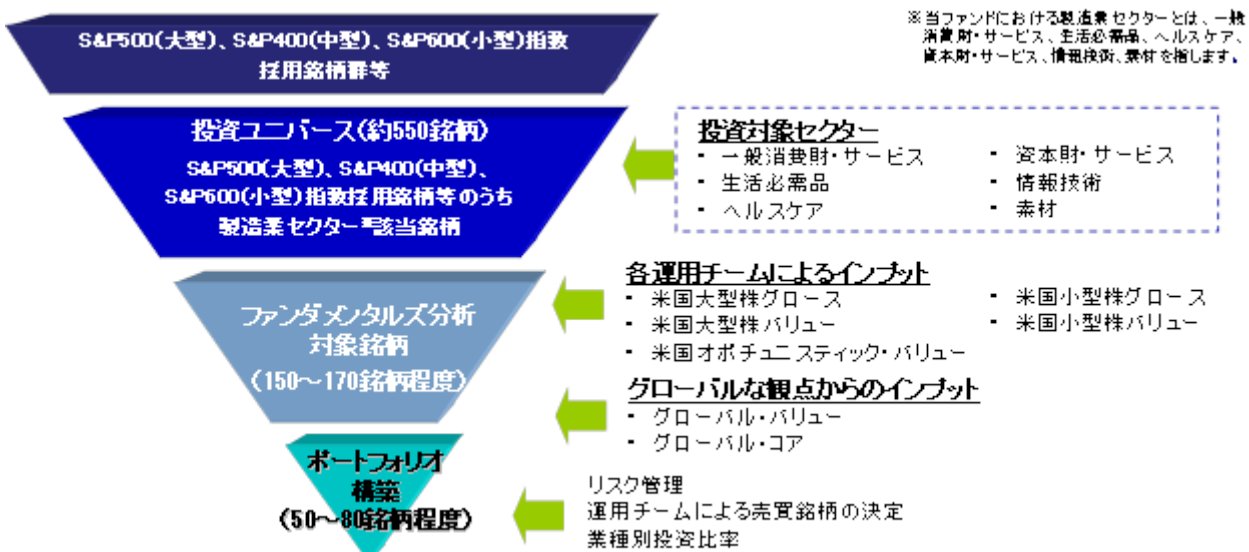 ※当ファンドにおける製造業セクターとは、一般
消費財・サービス、生活必需品、ヘルスケア、
資本財・サービス、情報技術、素材を指します。
S&P500(大型)、S&P400(中型)、S&P600(小型)指数
採用銘柄群等
投資ユニバース(約550銘柄)
S&P500(大型)、S&P400(中型)、
S&P600(小型)指数採用銘柄等のうち
製造業セクター※該当銘柄
投資対象セクター
・ 一般消費財・サービス
・ 生活必需品
・ ヘルスケア
・ 資本財・サービス
・ 情報技術
・ 素材
ファンダメンタルズ分析
対象銘柄
(150～170銘柄程度)
各運用チームによるインプット
・ 米国大型株グロース
・ 米国大型株バリュー
・ 米国オポチュニスティック・バリュー
・ 米国小型株グロース
・ 米国小型株バリュー
グローバルな観点からのインプット
・ グローバル・バリュー
・ グローバル・コア
ポートフォリオ
構築
(50～80銘柄程度)
リスク管理
運用チームによる売買銘柄の決定
業種別投資比率